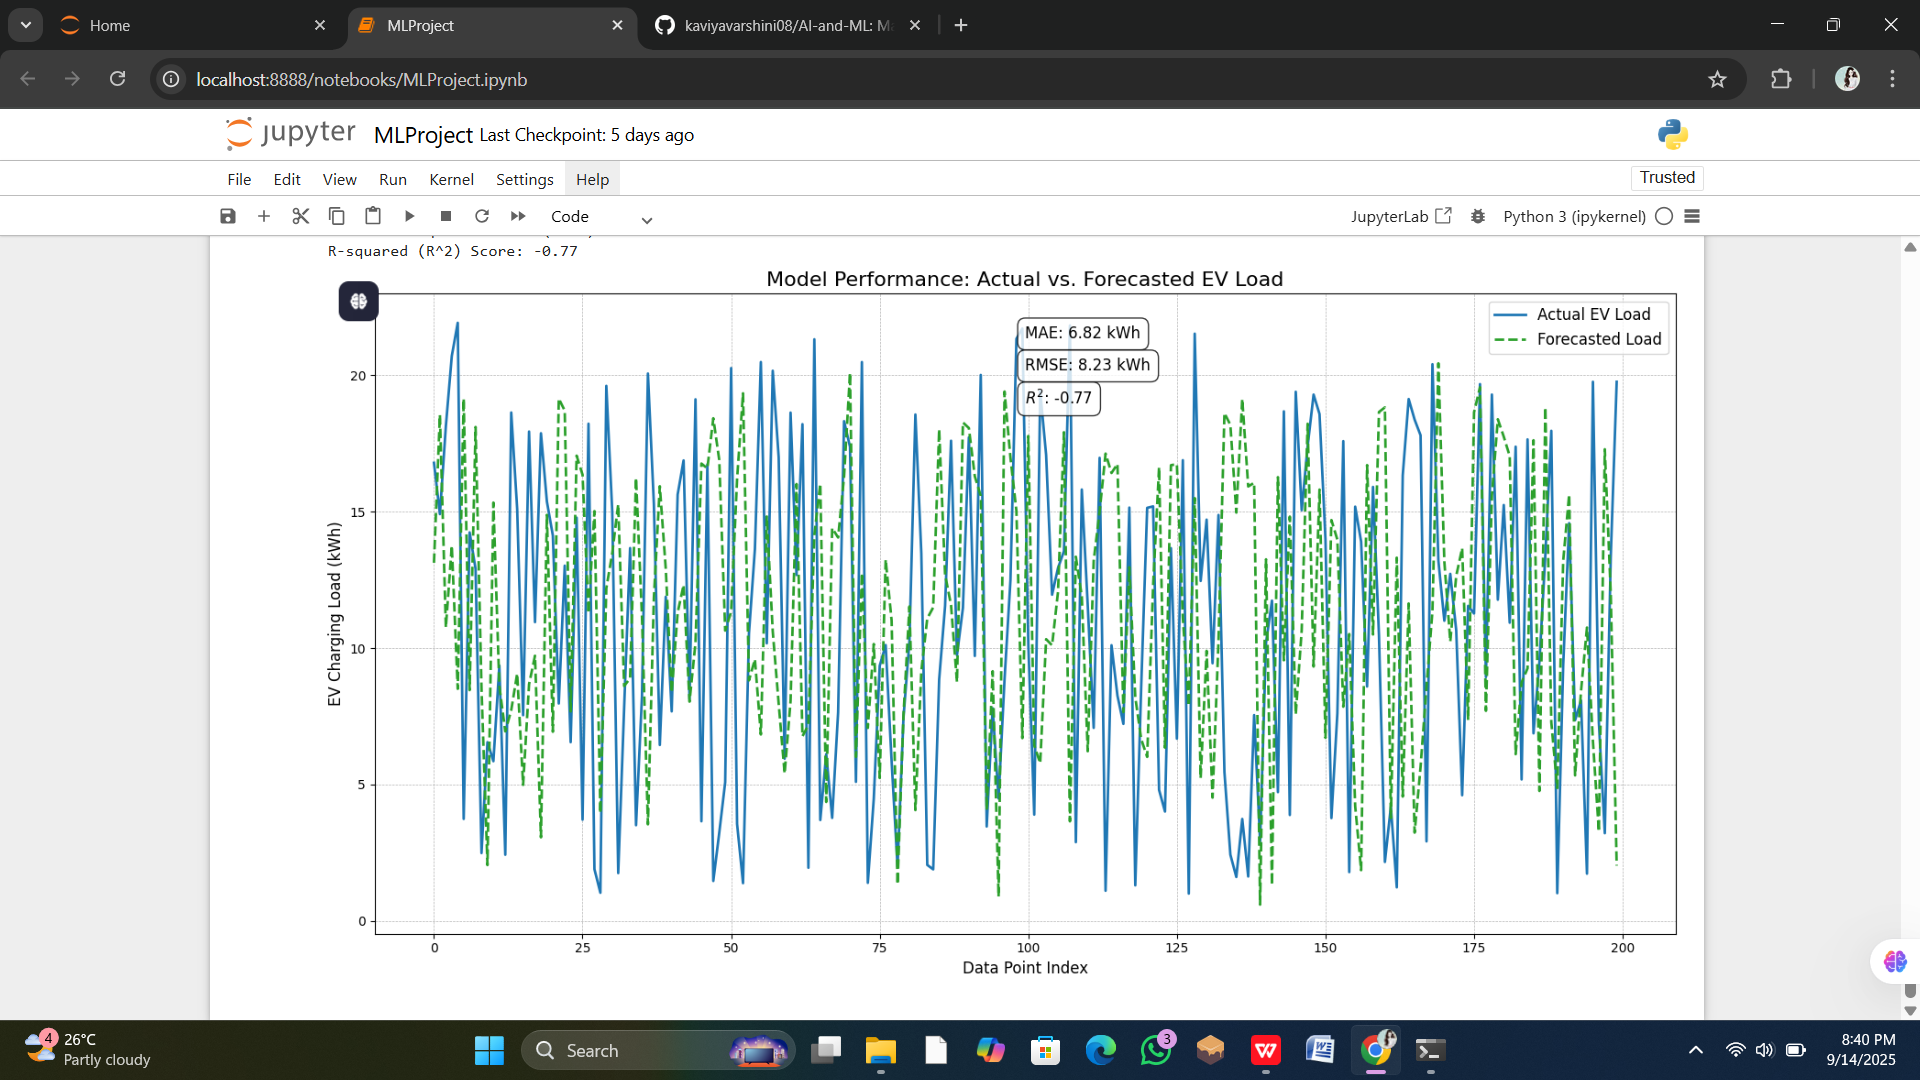 Home
MLProject
kaviyavarshini08/AI-and-ML: Ma
localhost:8888/notebooks/MLProject.ipynb
jupyter MLProject Last Checkpoint: 5 days ago
File Edit View Run Kernel Settings Help
Trusted
Code
JupyterLab
Python 3 (ipykernel)
R-squared (R^2) Score: -0.77
Model Performance: Actual vs. Forecasted EV Load
Actual EV Load
Forecasted Load
MAE: 6.82 kWh
RMSE: 8.23 kWh
R²: -0.77
EV Charging Load (kWh)
20
15
10
5
0
0 25 50 75 100 125 150 175 200
Data Point Index
4
26°C
Partly cloudy
Search
3
8:40 PM
9/14/2025